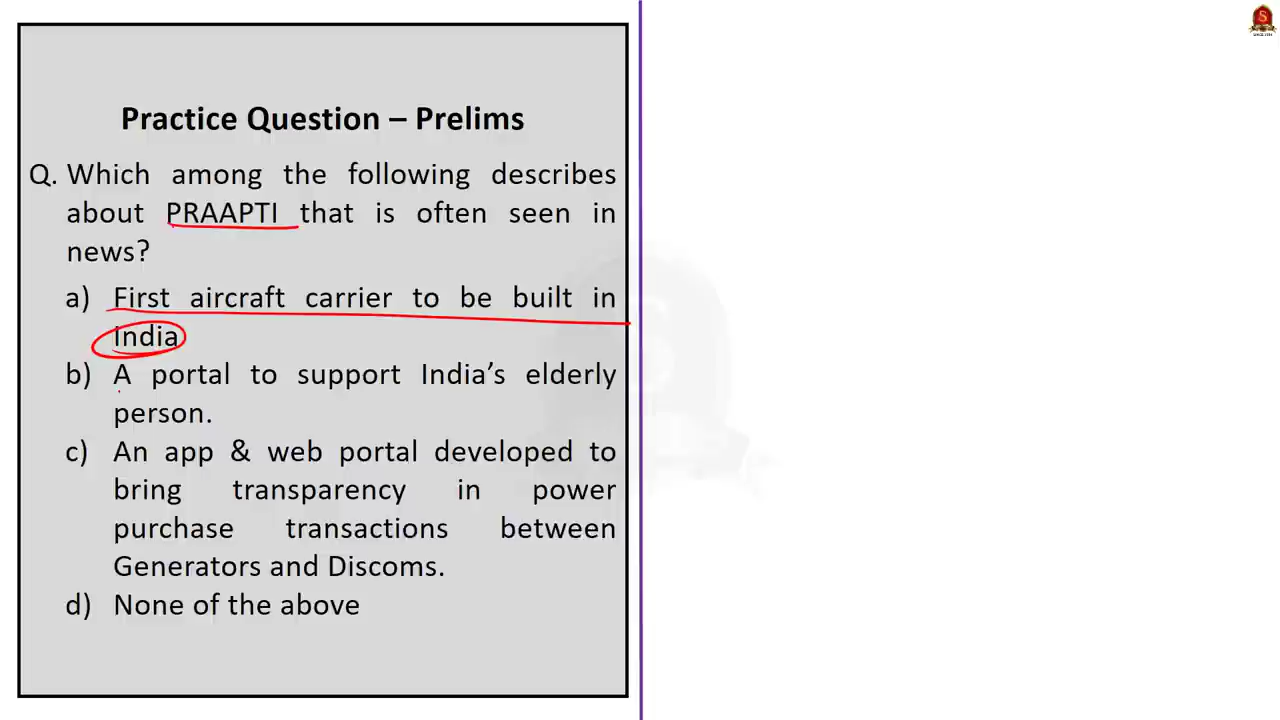 Practice Question – Prelims
Q. Which among the following describes
about PRAAPTI that is often seen in
news?
a) First aircraft carrier to be built in
India
b) A portal to support India's elderly
person.
c) An app & web portal developed to
bring transparency in power
purchase transactions between
Generators and Discoms.
d) None of the above
S